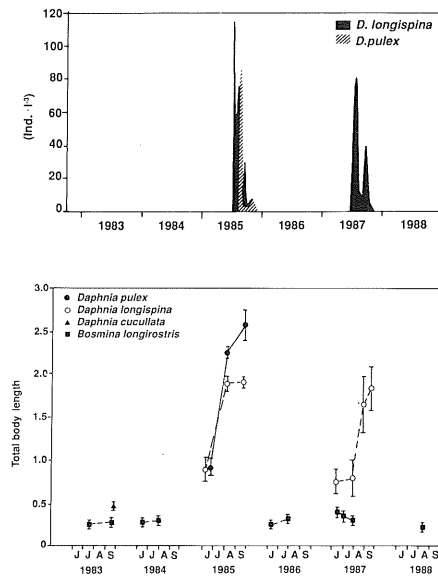 120
100
80
60
40
20
0
(Ind. · l⁻¹)
D. longispina
D.pulex
1983 1984 1985 1986 1987 1988
3.0
2.5
2.0
1.5
1.0
0.5
0
Total body length
Daphnia pulex
Daphnia longispina
Daphnia cucullata
Bosmina longirostris
J J A S J J A S J J A S J J A S J J A S J J A S
1983 1984 1985 1986 1987 1988